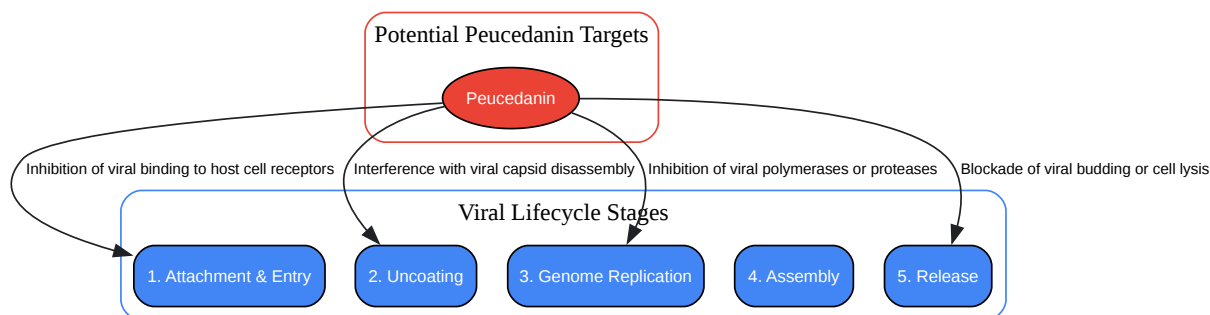 Potential Peucedanin Targets
Peucedanin
Inhibition of viral binding to host cell receptors
Interference with viral capsid disassembly
Inhibition of viral polymerases or proteases
Blockade of viral budding or cell lysis
Viral Lifecycle Stages
1. Attachment & Entry
2. Uncoating
3. Genome Replication
4. Assembly
5. Release